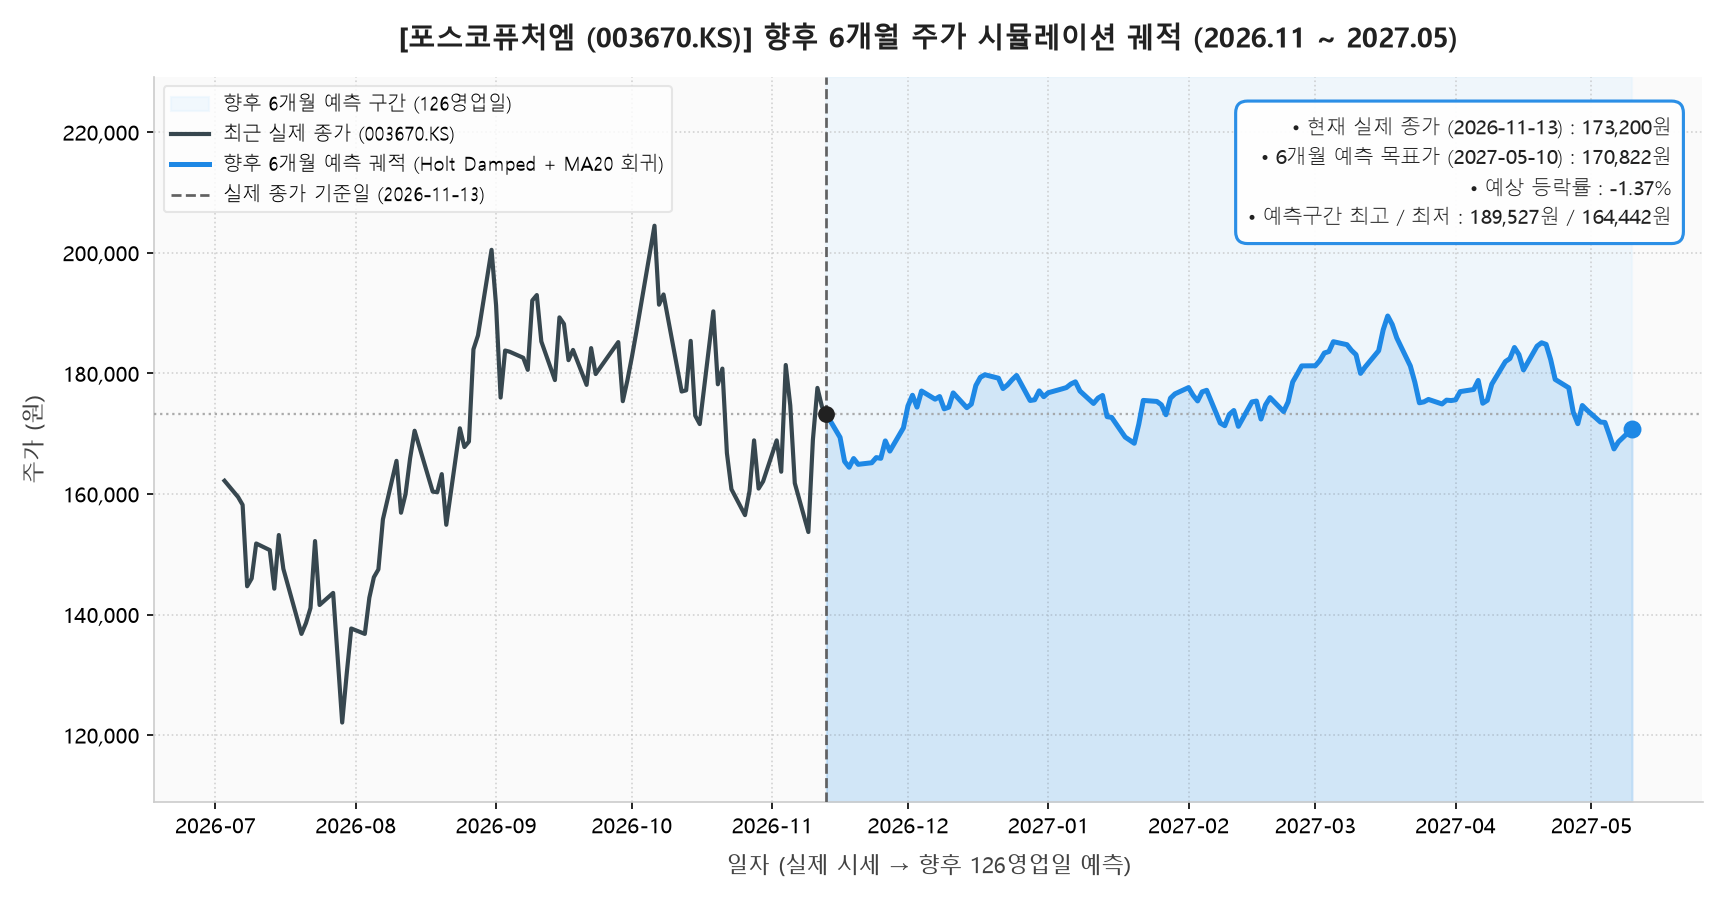 [포스코퓨처엠 (003670.KS)] 향후 6개월 주가 시뮬레이션 궤적 (2026.11 ~ 2027.05)
향후 6개월 예측 구간 (126영업일)
최근 실제 종가 (003670.KS)
향후 6개월 예측 궤적 (Holt Damped + MA20 회귀)
실제 종가 기준일 (2026-11-13)
• 현재 실제 종가 (2026-11-13) : 173,200원
• 6개월 예측 목표가 (2027-05-10) : 170,822원
• 예상 등락률 : -1.37%
• 예측구간 최고 / 최저 : 189,527원 / 164,442원
주가 (원)
220,000
200,000
180,000
160,000
140,000
120,000
2026-07
2026-08
2026-09
2026-10
2026-11
2026-12
2027-01
2027-02
2027-03
2027-04
2027-05
일자 (실제 시세 → 향후 126영업일 예측)